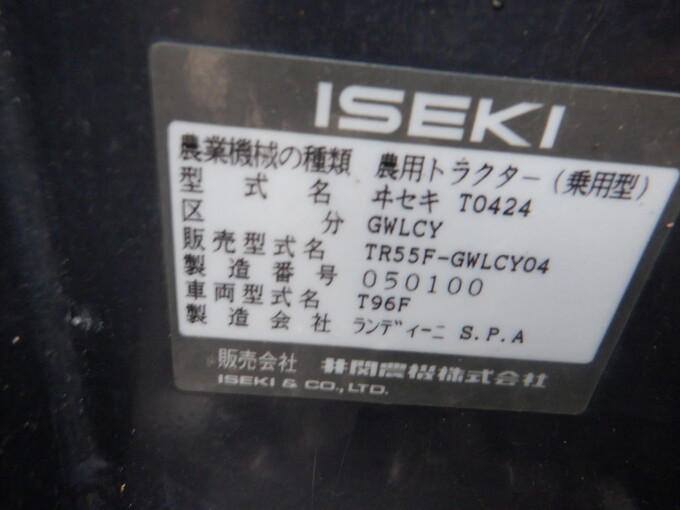 ISEKI
農業機械の種類 農用トラクター(乗用型)
型式名 ヰセキ T0424
区分 GWLCY
販売型式名 TR55F-GWLCY04
製造番号 050100
車両型式名 T96F
製造会社 ランディーニ S.P.A
販売会社 井関農機株式会社
ISEKI & CO., LTD.